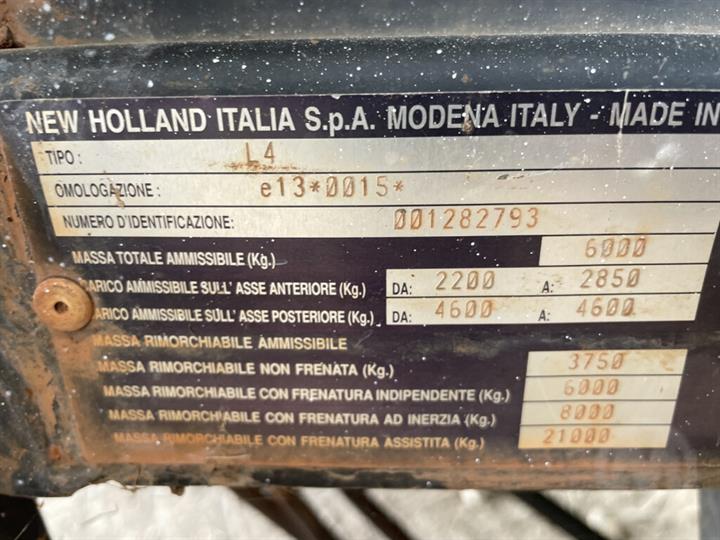 NEW HOLLAND ITALIA S.p.A. MODENA ITALY - MADE IN
TIPO: L4
OMOLOGAZIONE: e13*0015*
NUMERO D'IDENTIFICAZIONE: 001282793
MASSA TOTALE AMMISSIBILE (Kg.) 6000
CARICO AMMISSIBILE SULL' ASSE ANTERIORE (Kg.) DA: 2200 A: 2850
CARICO AMMISSIBILE SULL' ASSE POSTERIORE (Kg.) DA: 4600 A: 4600
MASSA RIMORCHIABILE AMMISSIBILE
MASSA RIMORCHIABILE NON FRENATA (Kg.) 3750
MASSA RIMORCHIABILE CON FRENATURA INDIPENDENTE (Kg.) 6000
MASSA RIMORCHIABILE CON FRENATURA AD INERZIA (Kg.) 8000
MASSA RIMORCHIABILE CON FRENATURA ASSISTITA (Kg.) 21000